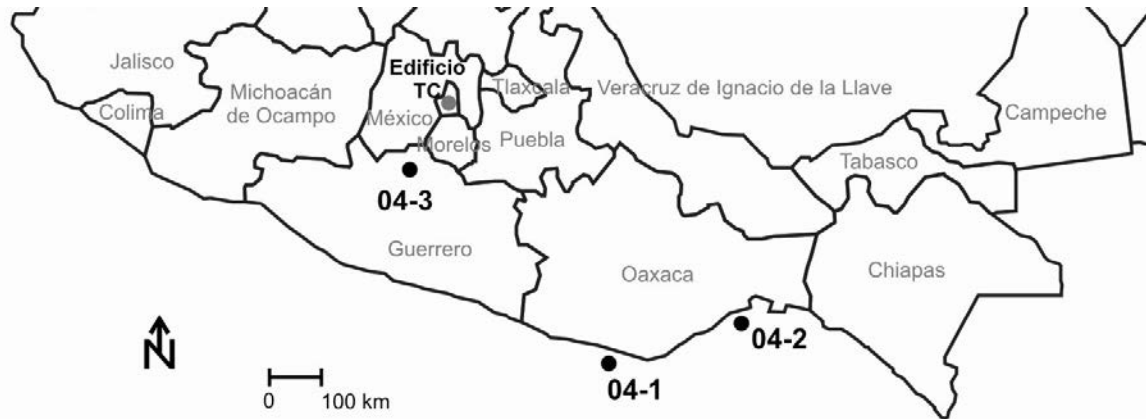 Jalisco
Colima
Michoacán
de Ocampo
Edificio
TC
México
Morelos
Tlaxcala
Puebla
Veracruz de Ignacio de la Llave
Campeche
Tabasco
04-3
Guerrero
Oaxaca
Chiapas
04-2
04-1
N
0 100 km